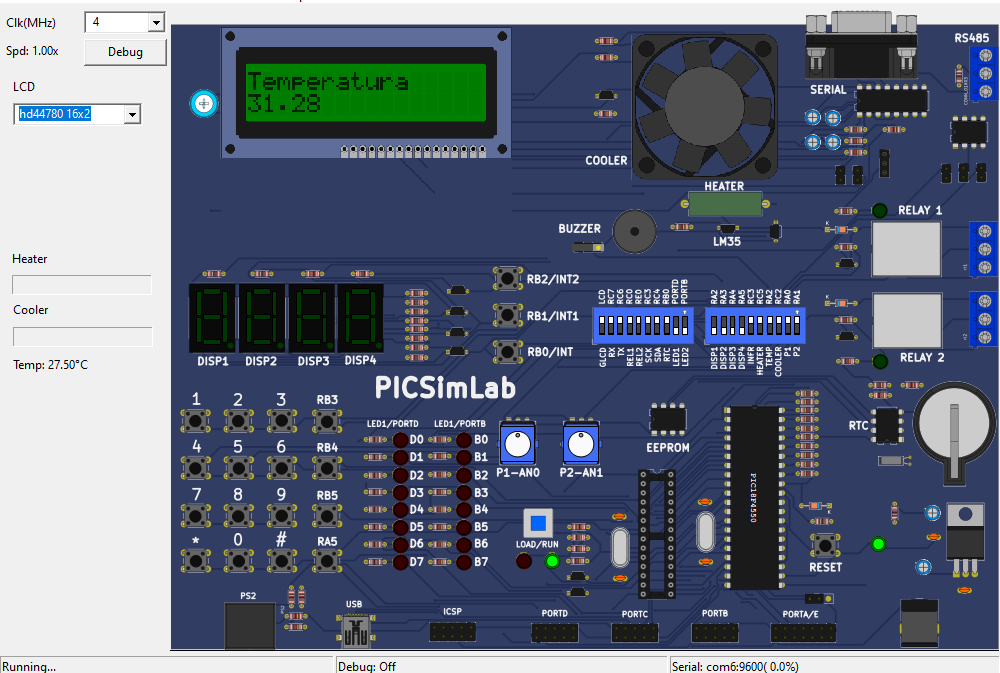 Clk(MHz) 4
Spd: 1.00x Debug
LCD
hd44780 16x2
Heater
Cooler
Temp: 27.50°C
Temperatura
31.28
COOLER
SERIAL
RS485
HEATER
BUZZER
LM35
RELAY 1
RELAY 2
RB2/INT2
RB1/INT1
RB0/INT
DISP1 DISP2 DISP3 DISP4
LCD RC7 RC6 RC0 RE0 RC3 RC4 RB0 PORTD PORTB
GLCD RX TX REL1 REL2 SCK SDA RTC LED1 LED2
RA2 RA3 RA4 RA5 RC3 RC5 RA2 RC2 RA0 RA1
DISP1 DISP2 DISP3 DISP4 INFR HEATER TEMP COOLER P1 P2
PICSimLab
1 2 3 RB3
4 5 6 RB4
7 8 9 RB5
* 0 # RA5
LED1/PORTD LED1/PORTB
D0 B0
D1 B1
D2 B2
D3 B3
D4 B4
D5 B5
D6 B6
D7 B7
P1-AN0 P2-AN1
EEPROM
RTC
PIC18F4550
LOAD/RUN
RESET
PS2
USB
ICSP
PORTD
PORTC
PORTB
PORTA/E
Running...
Debug: Off
Serial: com6:9600( 0.0%)